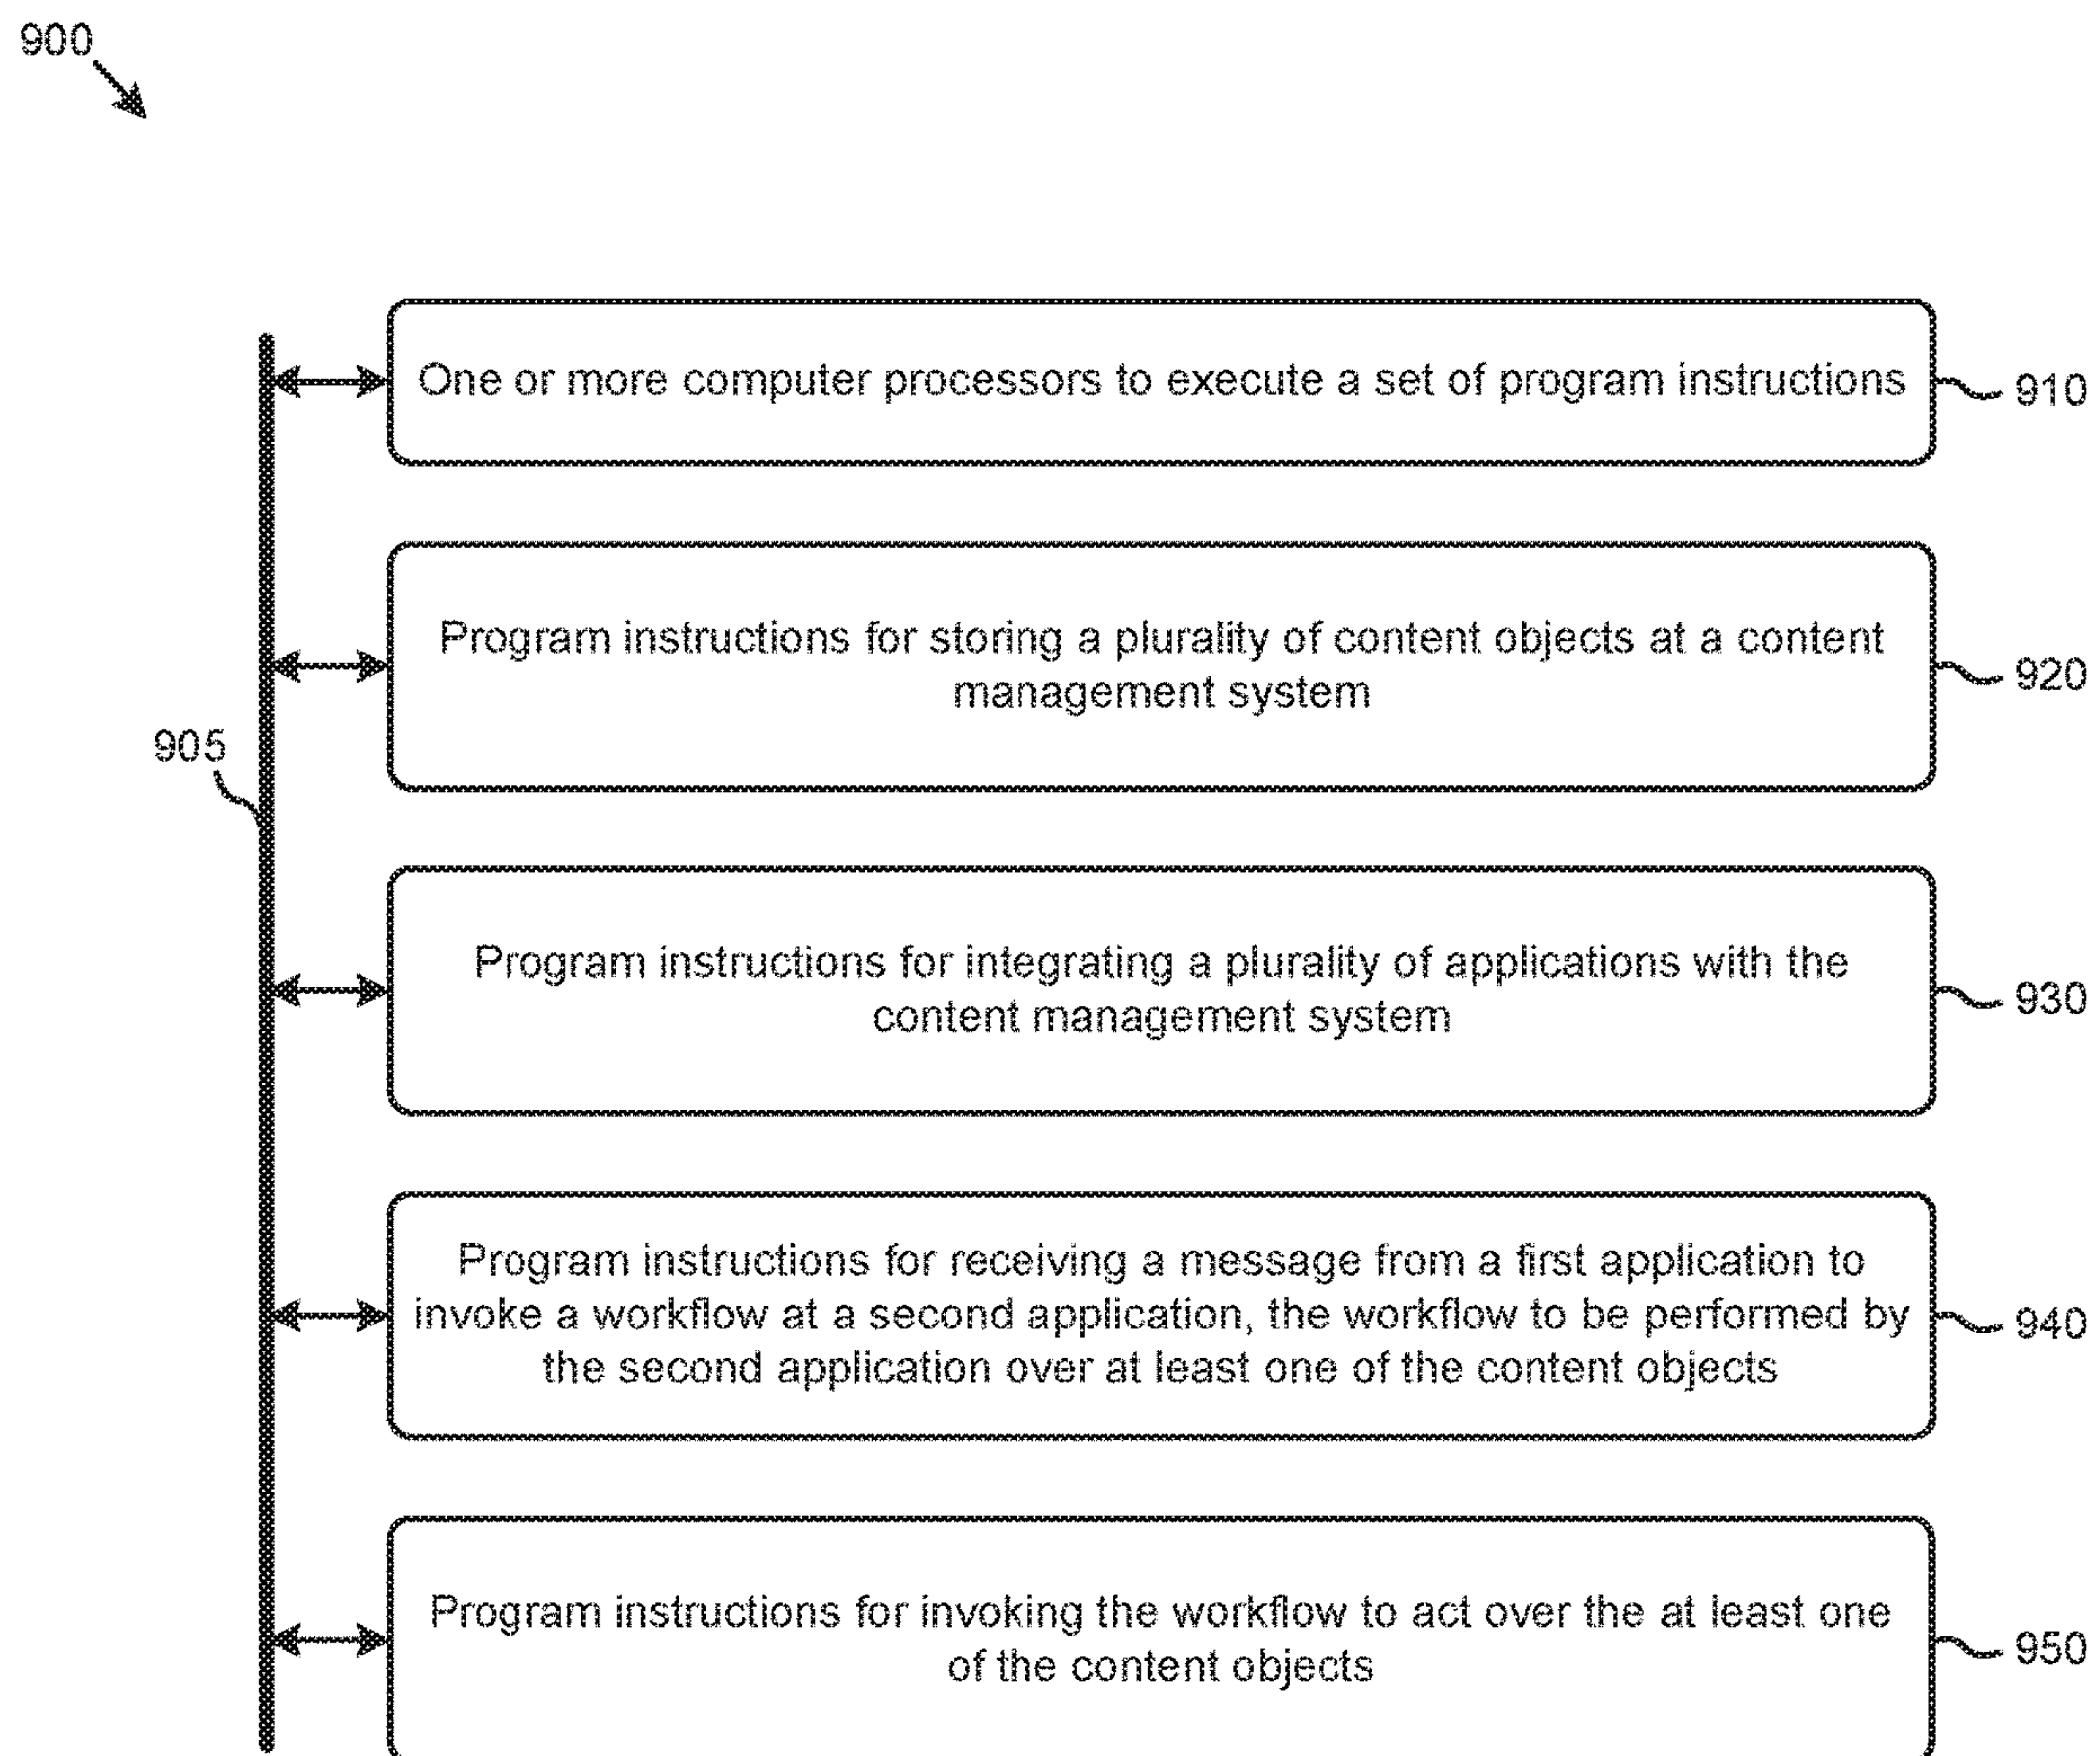 900
One or more computer processors to execute a set of program instructions
910
Program instructions for storing a plurality of content objects at a content
management system
920
905
Program instructions for integrating a plurality of applications with the
content management system
930
Program instructions for receiving a message from a first application to
invoke a workflow at a second application, the workflow to be performed by
the second application over at least one of the content objects
940
Program instructions for invoking the workflow to act over the at least one
of the content objects
950